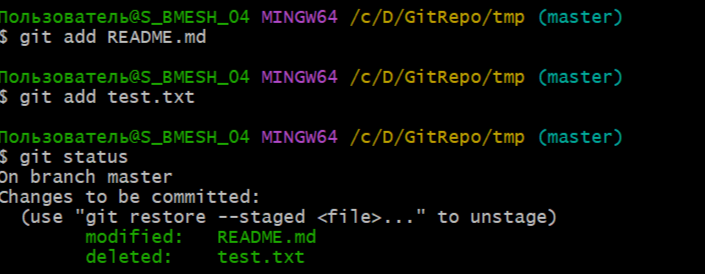 Пользователь@S_BMESH_04 MINGW64 /c/D/GitRepo/tmp (master)
$ git add README.md
Пользователь@S_BMESH_04 MINGW64 /c/D/GitRepo/tmp (master)
$ git add test.txt
Пользователь@S_BMESH_04 MINGW64 /c/D/GitRepo/tmp (master)
$ git status
On branch master
Changes to be committed:
  (use "git restore --staged <file>..." to unstage)
        modified:   README.md
        deleted:    test.txt